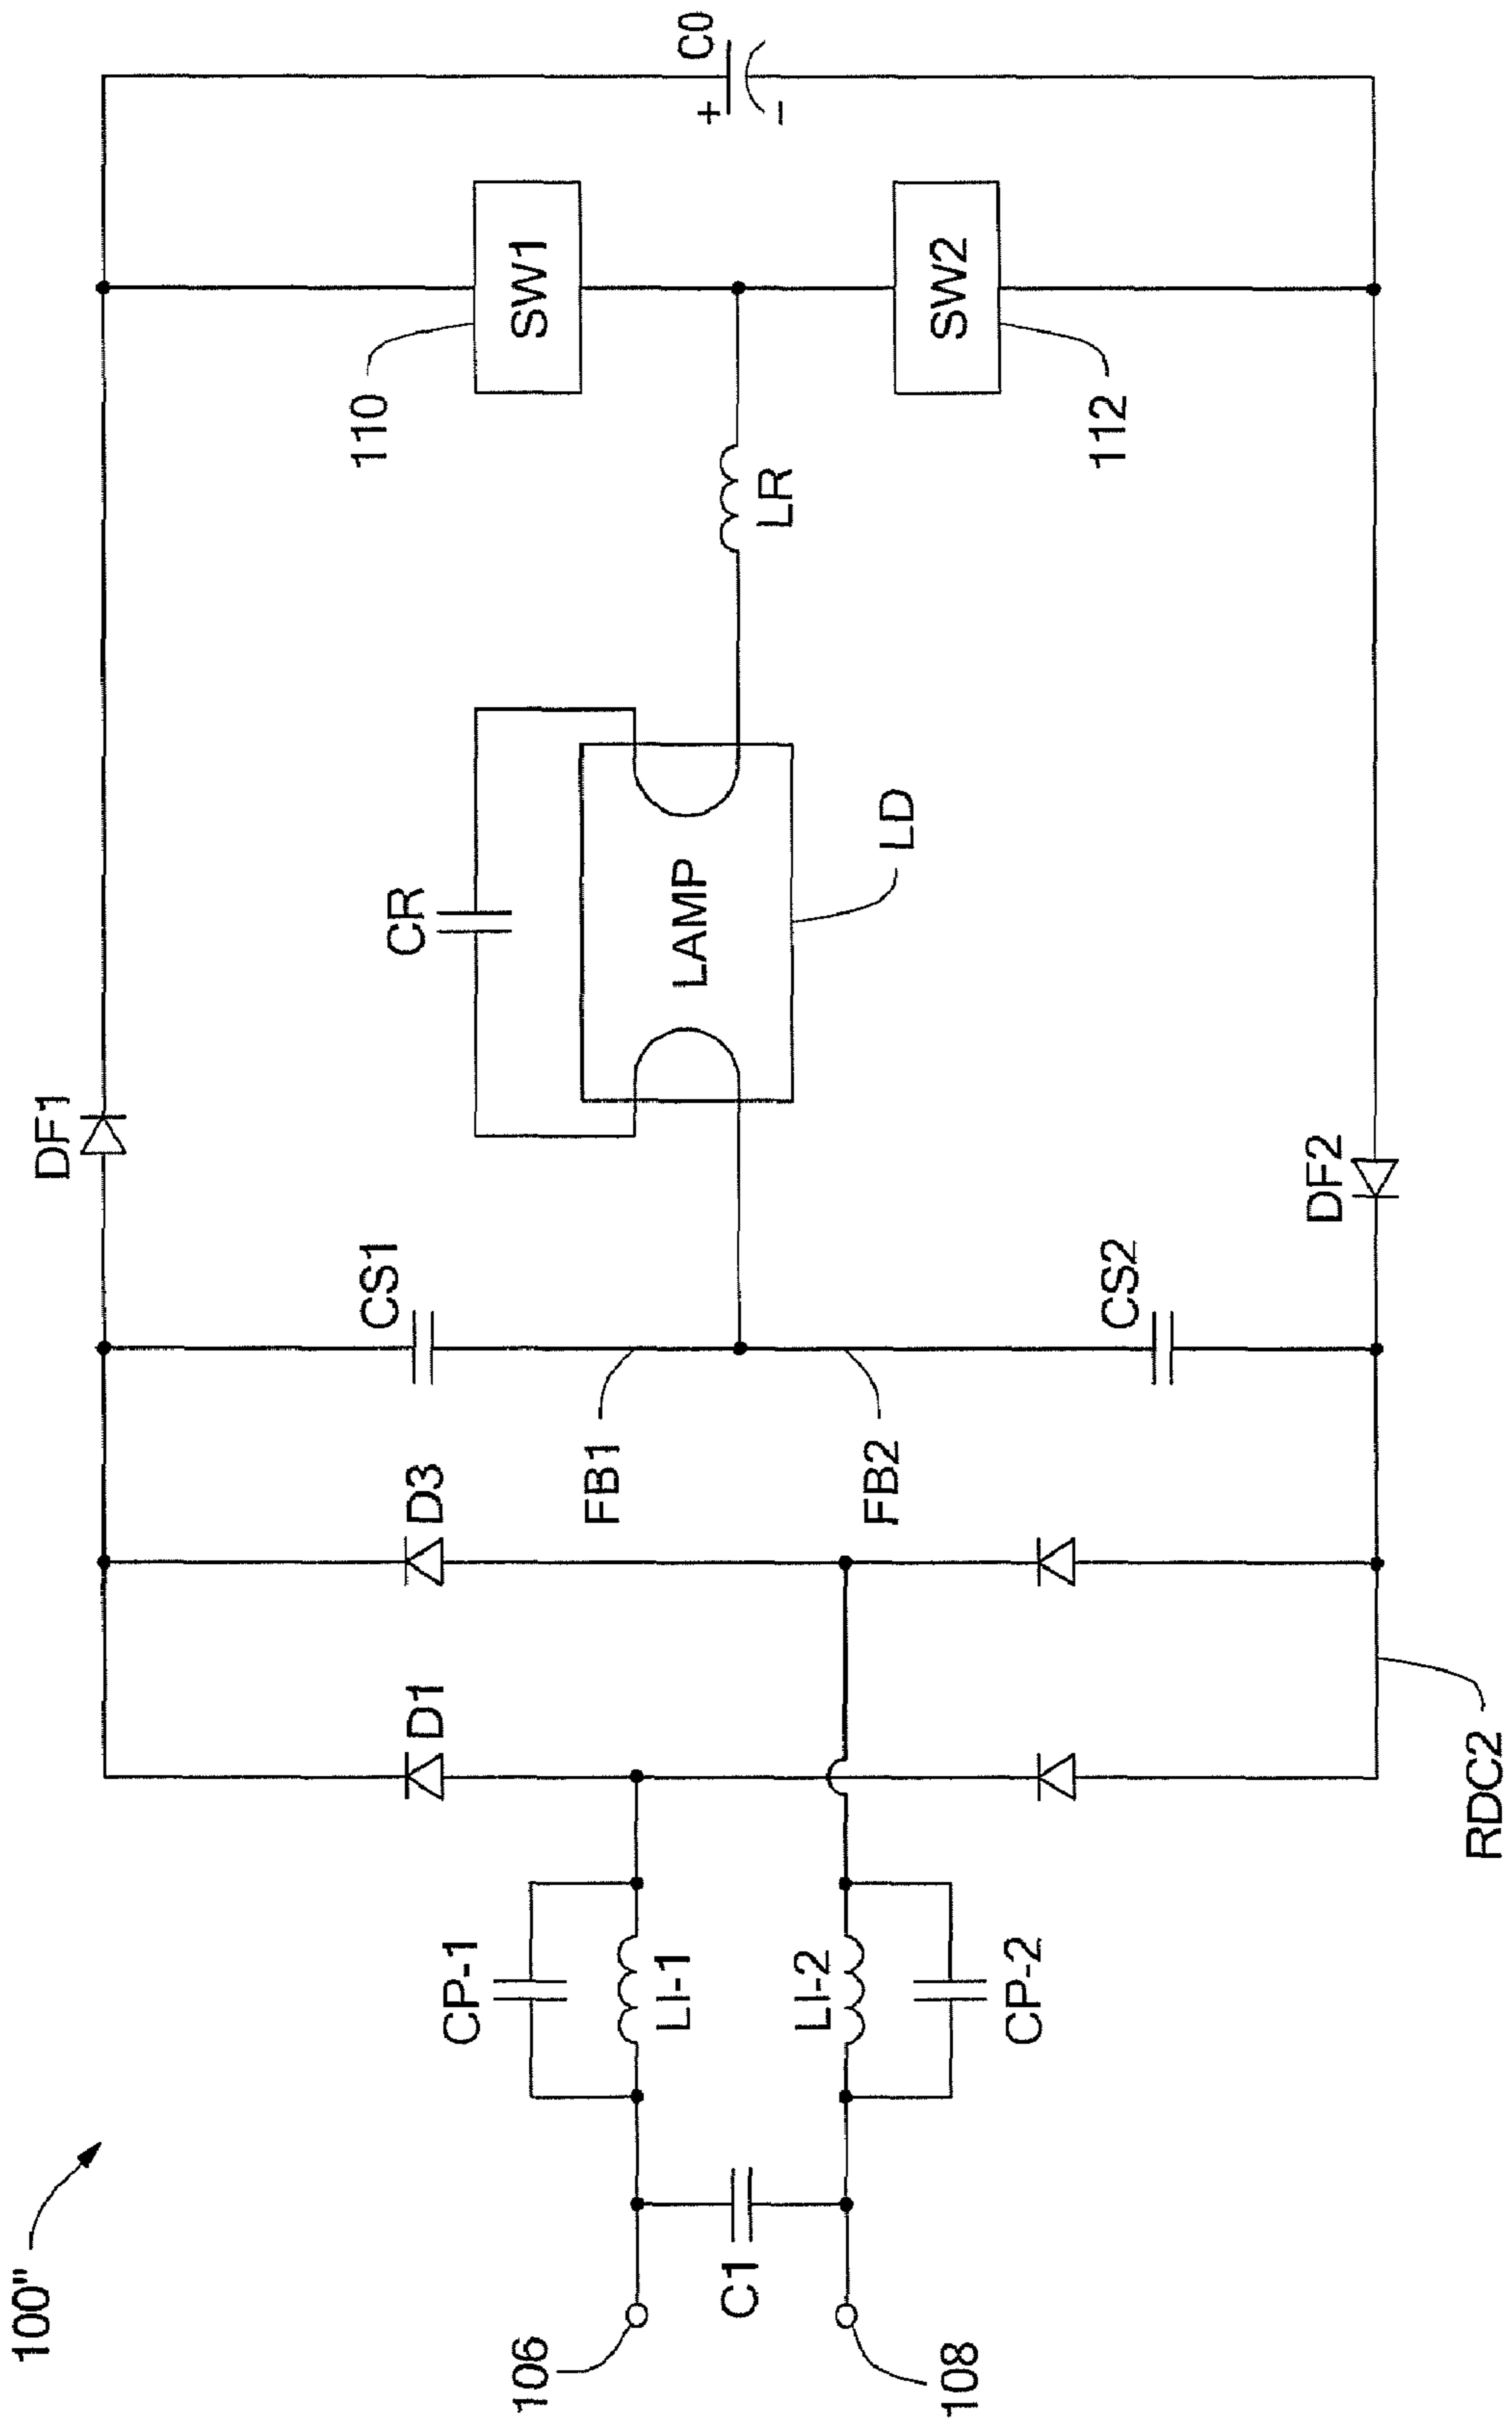 100"
106
108
C1
CP-1
LI-1
LI-2
CP-2
D1
D3
RDC2
FB1
FB2
CS1
CS2
DF1
DF2
CR
LAMP
LD
LR
110
SW1
SW2
112
C0
+
−